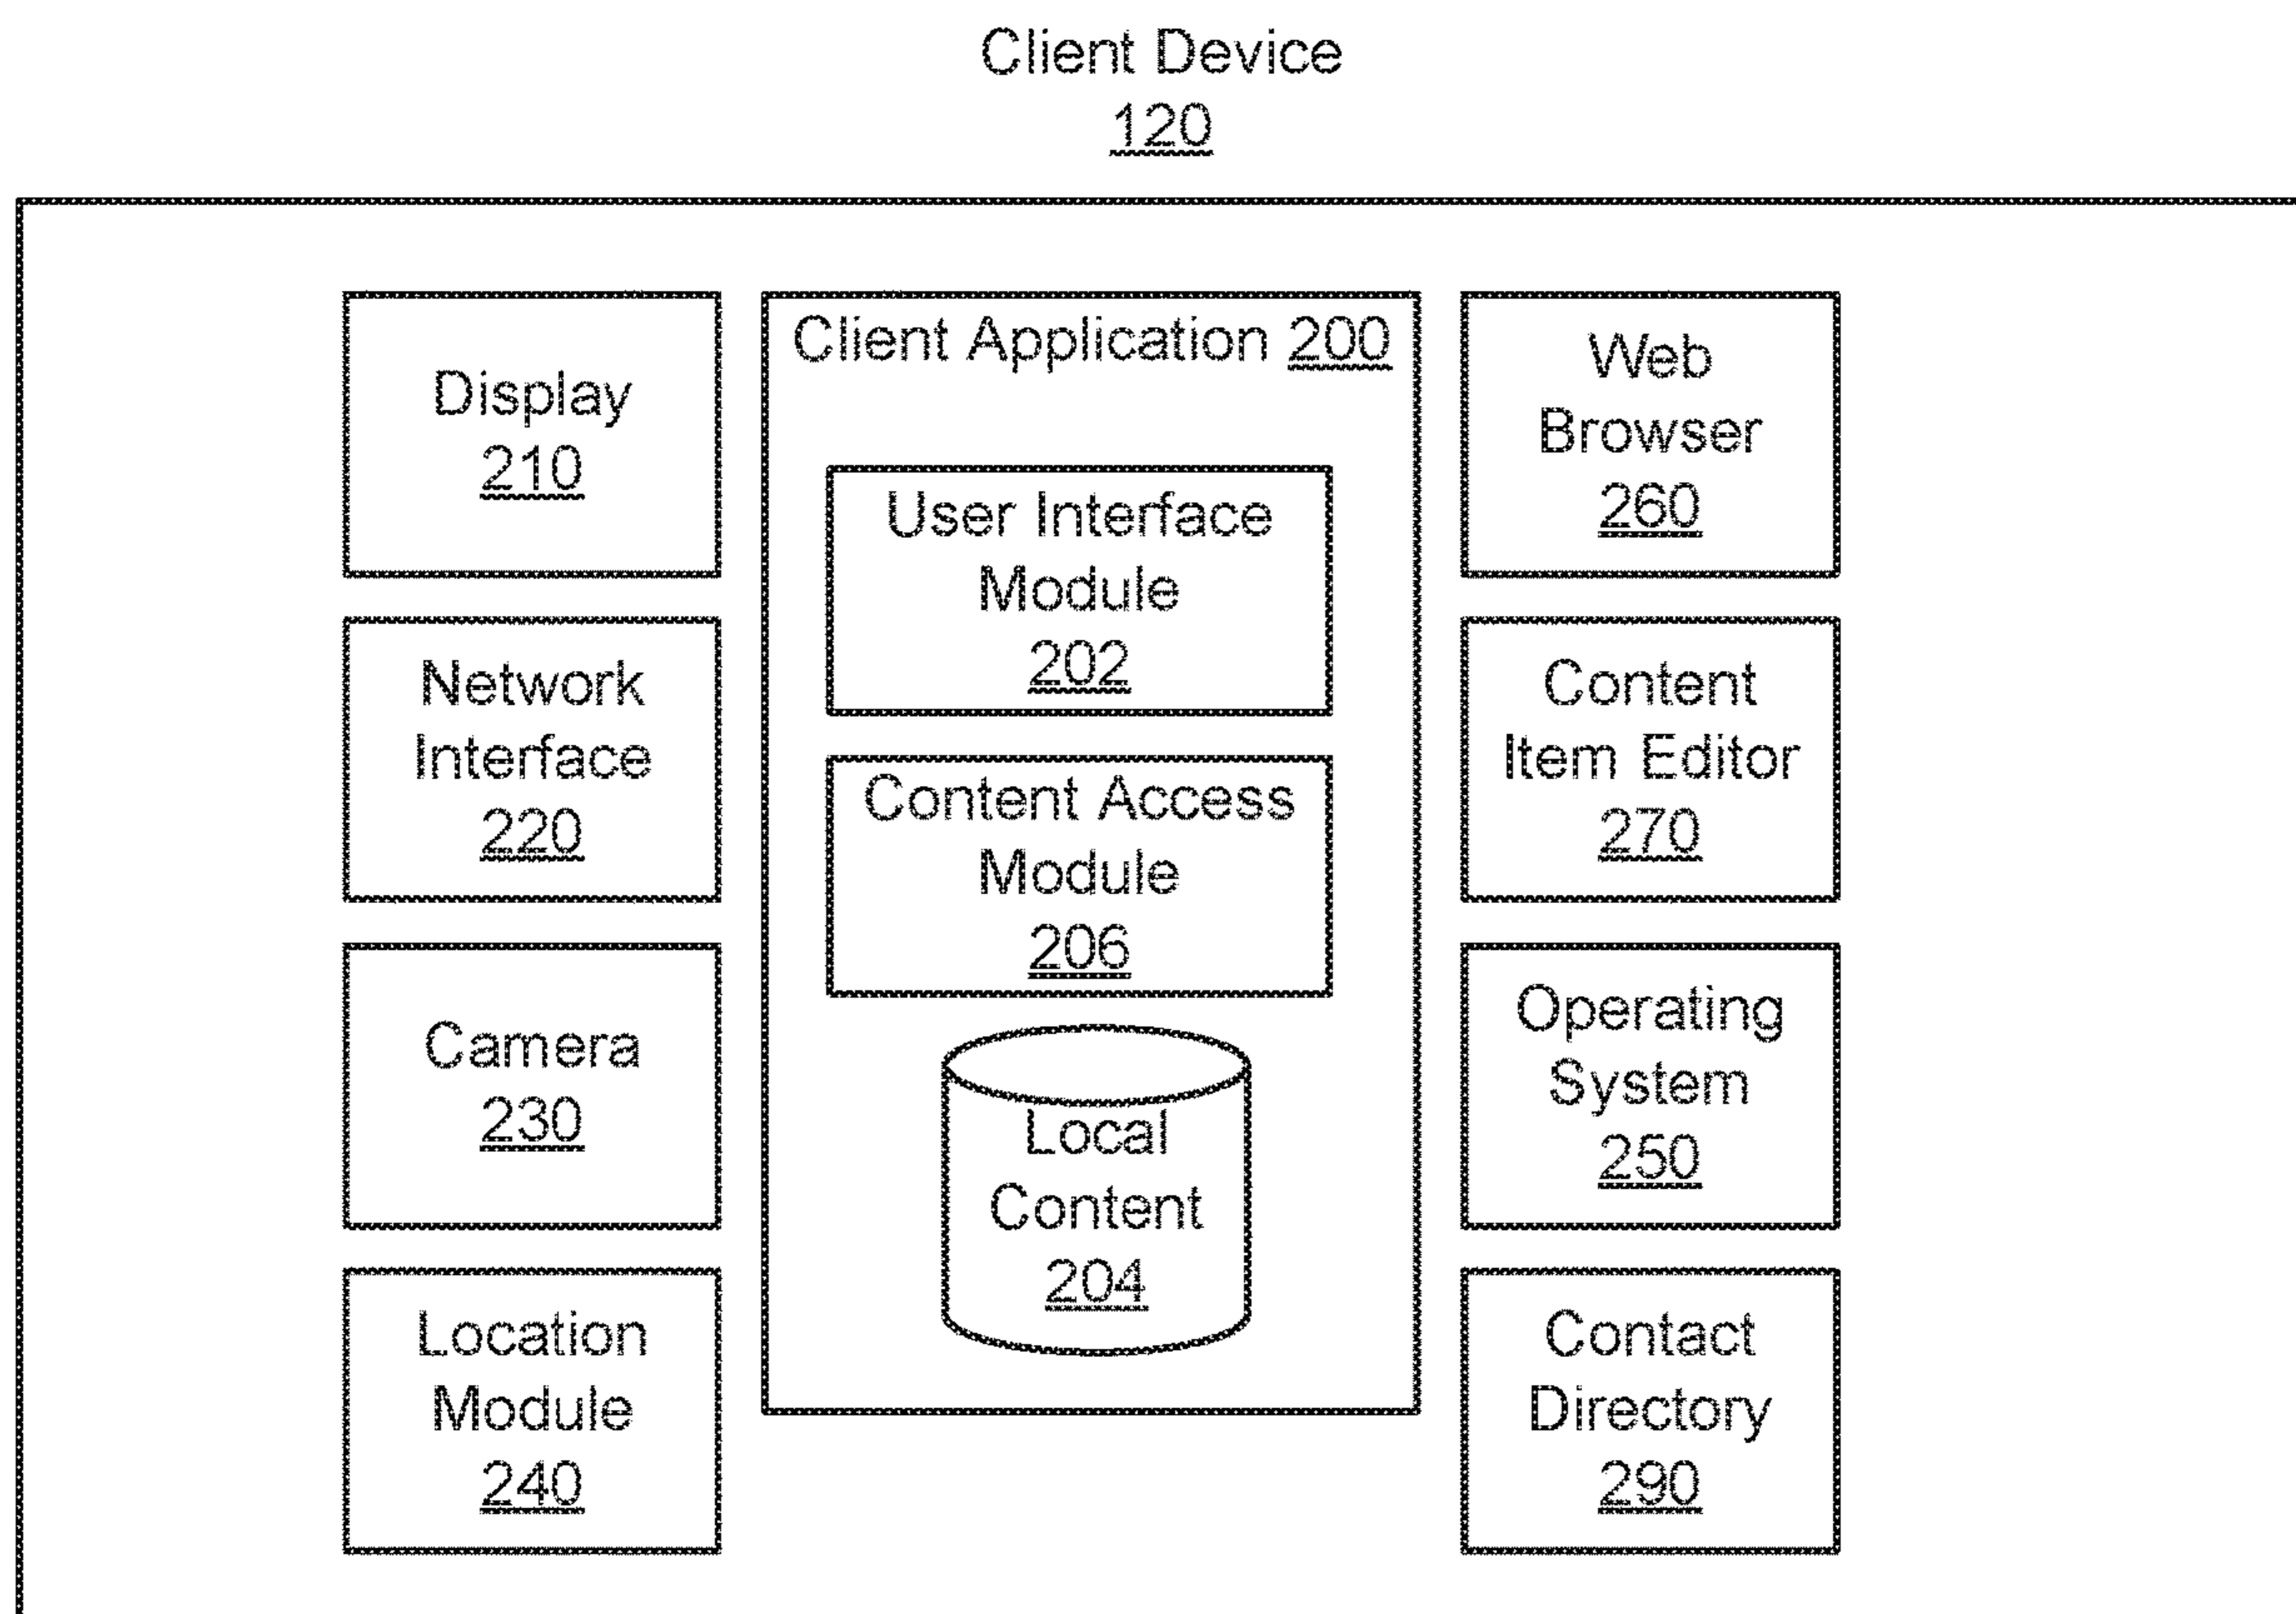 Client Device
120
Display
210
Network
Interface
220
Camera
230
Location
Module
240
Client Application 200
User Interface
Module
202
Content Access
Module
206
Local
Content
204
Web
Browser
260
Content
Item Editor
270
Operating
System
250
Contact
Directory
290